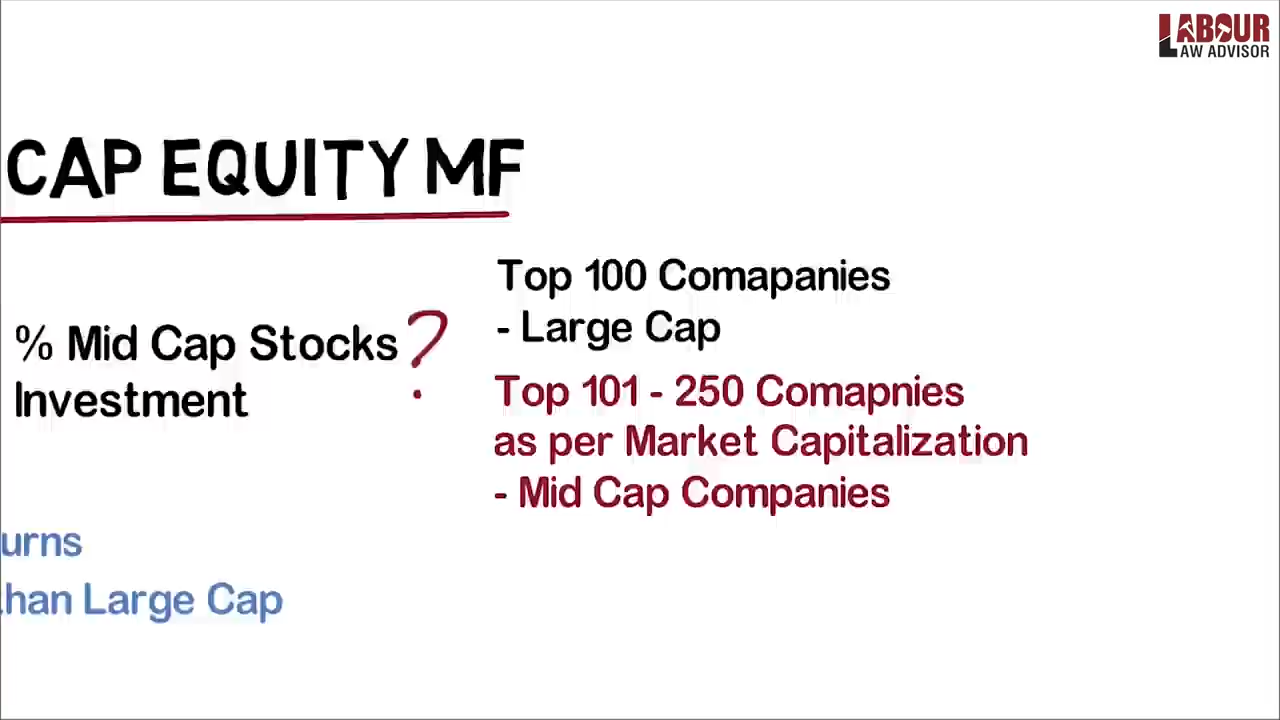 LABOUR
LAW ADVISOR
CAP EQUITY MF
Top 100 Comapanies
- Large Cap
% Mid Cap Stocks?
Investment
Top 101 - 250 Comapnies
as per Market Capitalization
- Mid Cap Companies
urns
than Large Cap